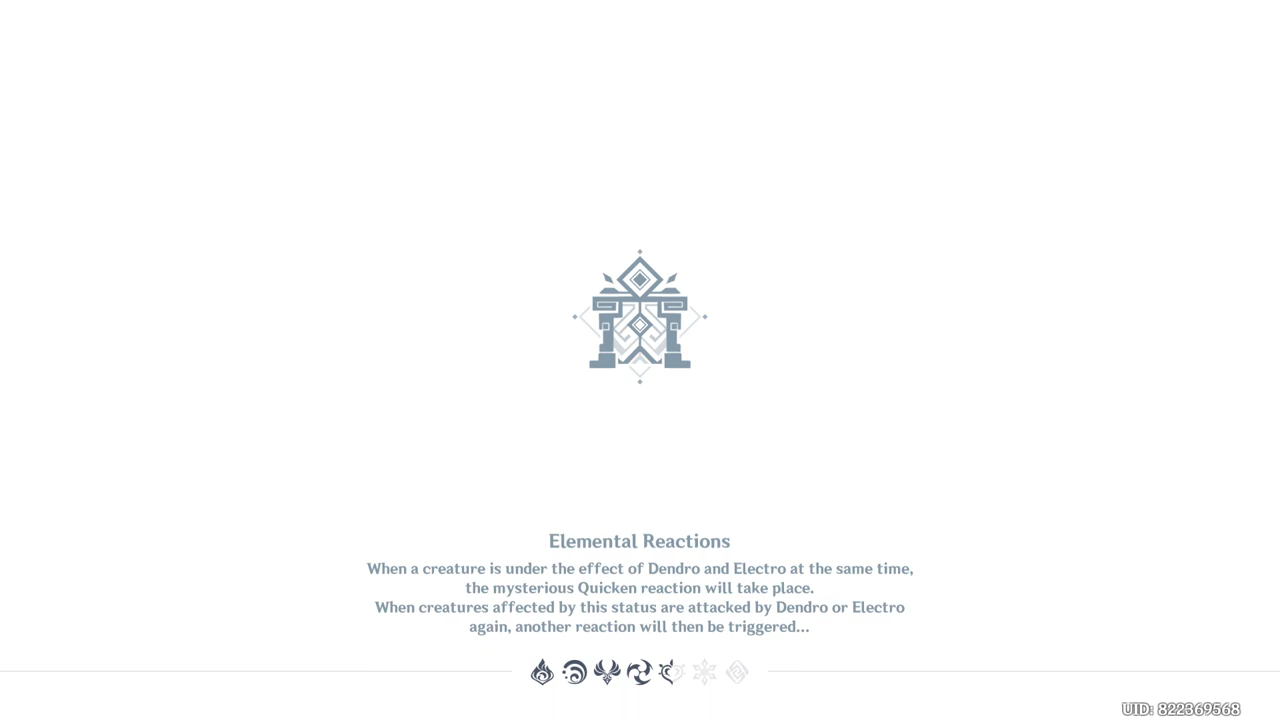 Elemental Reactions
When a creature is under the effect of Dendro and Electro at the same time,
the mysterious Quicken reaction will take place.
When creatures affected by this status are attacked by Dendro or Electro
again, another reaction will then be triggered...
UID: 822369568